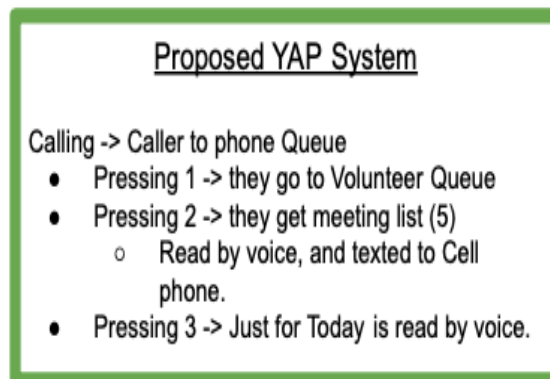 Proposed YAP System
Calling -> Caller to phone Queue
● Pressing 1 -> they go to Volunteer Queue
● Pressing 2 -> they get meeting list (5)
○ Read by voice, and texted to Cell
phone.
● Pressing 3 -> Just for Today is read by voice.